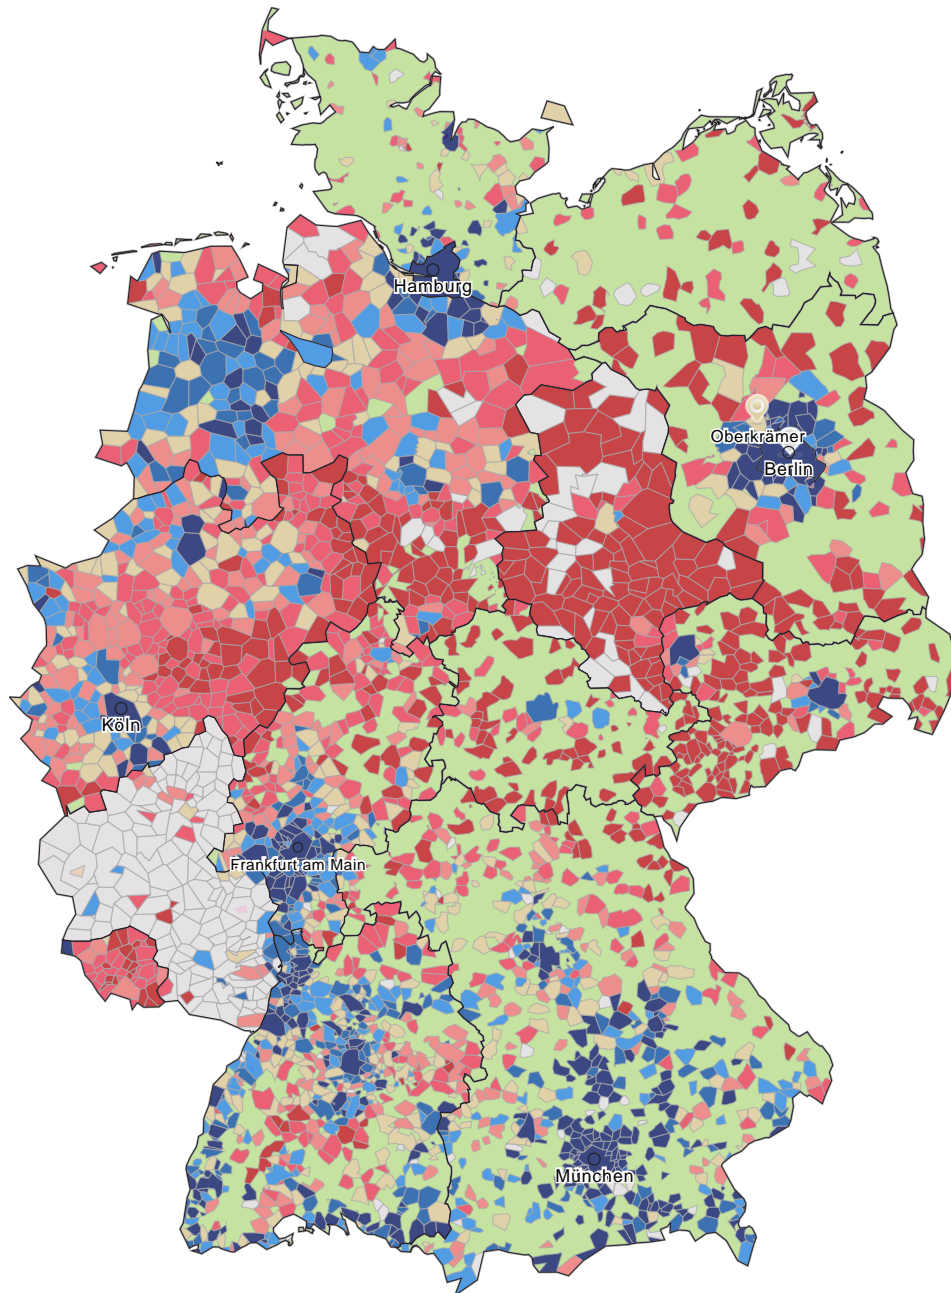 Hamburg
Oberkrämer
Berlin
Köln
Frankfurt am Main
München